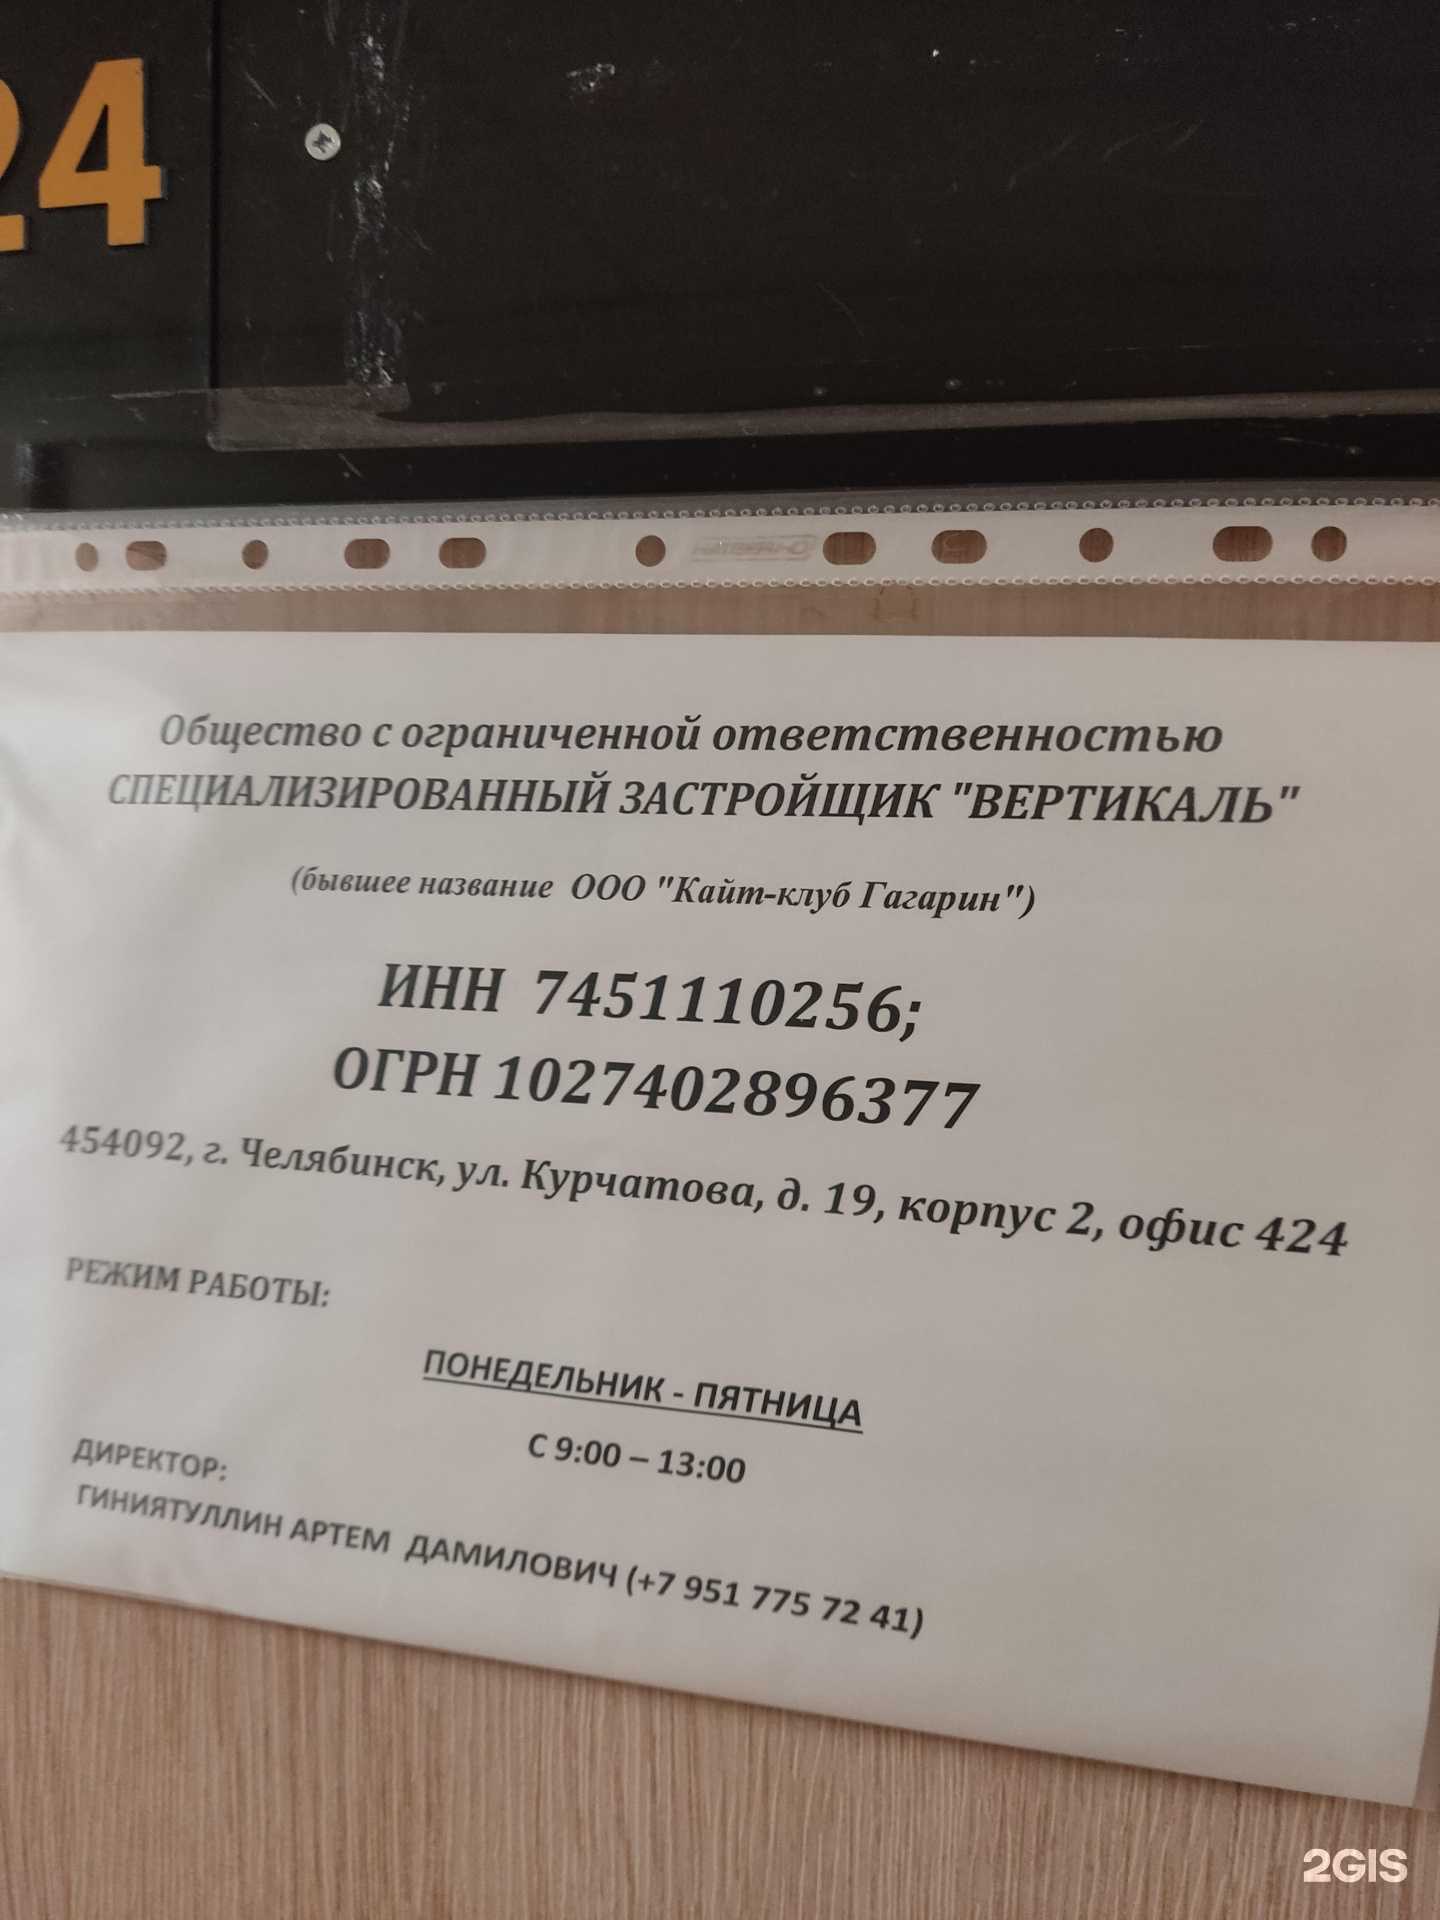 24
Общество с ограниченной ответственностью
СПЕЦИАЛИЗИРОВАННЫЙ ЗАСТРОЙЩИК "ВЕРТИКАЛЬ"
(бывшее название ООО "Кайт-клуб Гагарин")
ИНН 7451110256;
ОГРН 1027402896377
454092, г. Челябинск, ул. Курчатова, д. 19, корпус 2, офис 424
РЕЖИМ РАБОТЫ:
ПОНЕДЕЛЬНИК - ПЯТНИЦА
С 9:00 – 13:00
ДИРЕКТОР:
ГИНИЯТУЛЛИН АРТЕМ ДАМИЛОВИЧ (+7 951 775 72 41)
2GIS